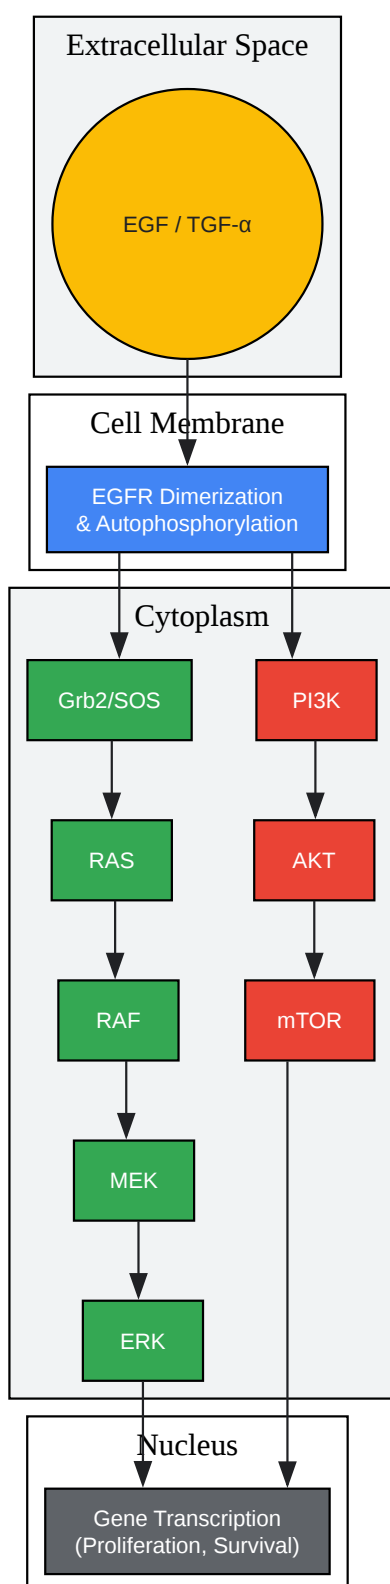 Extracellular Space
EGF / TGF-α
Cell Membrane
EGFR Dimerization
& Autophosphorylation
Cytoplasm
Grb2/SOS
PI3K
RAS
AKT
RAF
mTOR
MEK
ERK
Nucleus
Gene Transcription
(Proliferation, Survival)